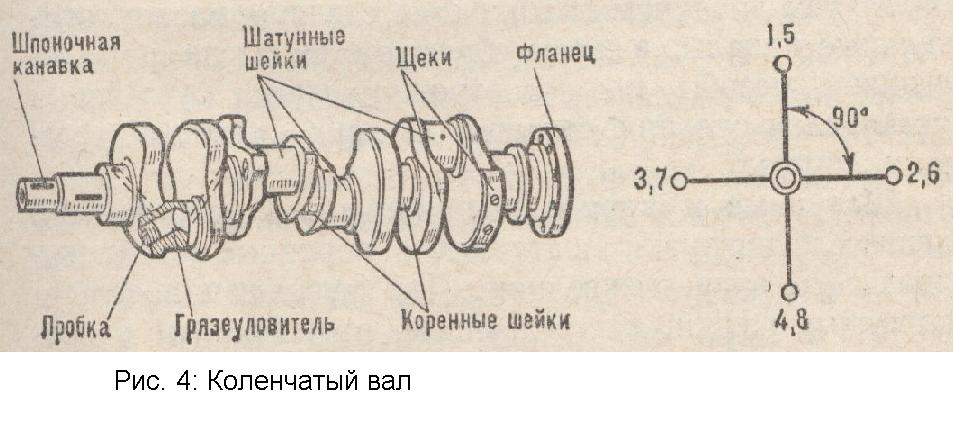 Шпоночная
канавка
Шатунные
шейки
Щеки
Фланец
1,5
90°
3,7
2,6
4,8
Пробка
Грязеуловитель
Коренные шейки
Рис. 4: Коленчатый вал